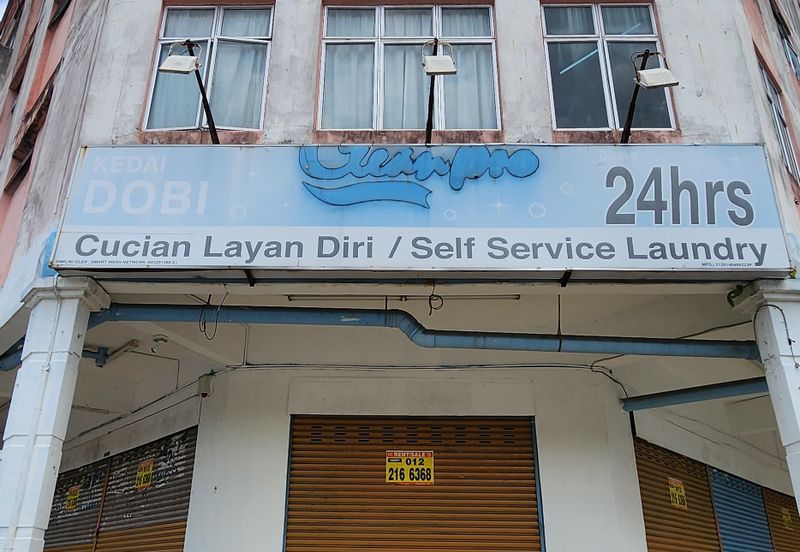 KEDAI
DOBI
Cleanpro
24hrs
Cucian Layan Diri / Self Service Laundry
RENT/SALE
012
216 6368